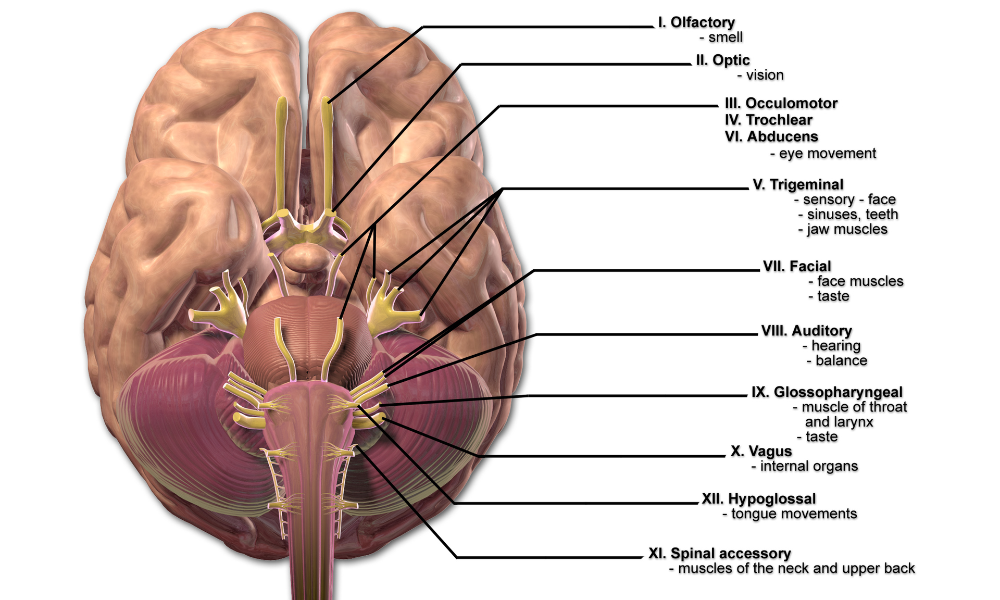 I. Olfactory
- smell
II. Optic
- vision
III. Occulomotor
IV. Trochlear
VI. Abducens
- eye movement
V. Trigeminal
- sensory - face
- sinuses, teeth
- jaw muscles
VII. Facial
- face muscles
- taste
VIII. Auditory
- hearing
- balance
IX. Glossopharyngeal
- muscle of throat
and larynx
- taste
X. Vagus
- internal organs
XII. Hypoglossal
- tongue movements
XI. Spinal accessory
- muscles of the neck and upper back